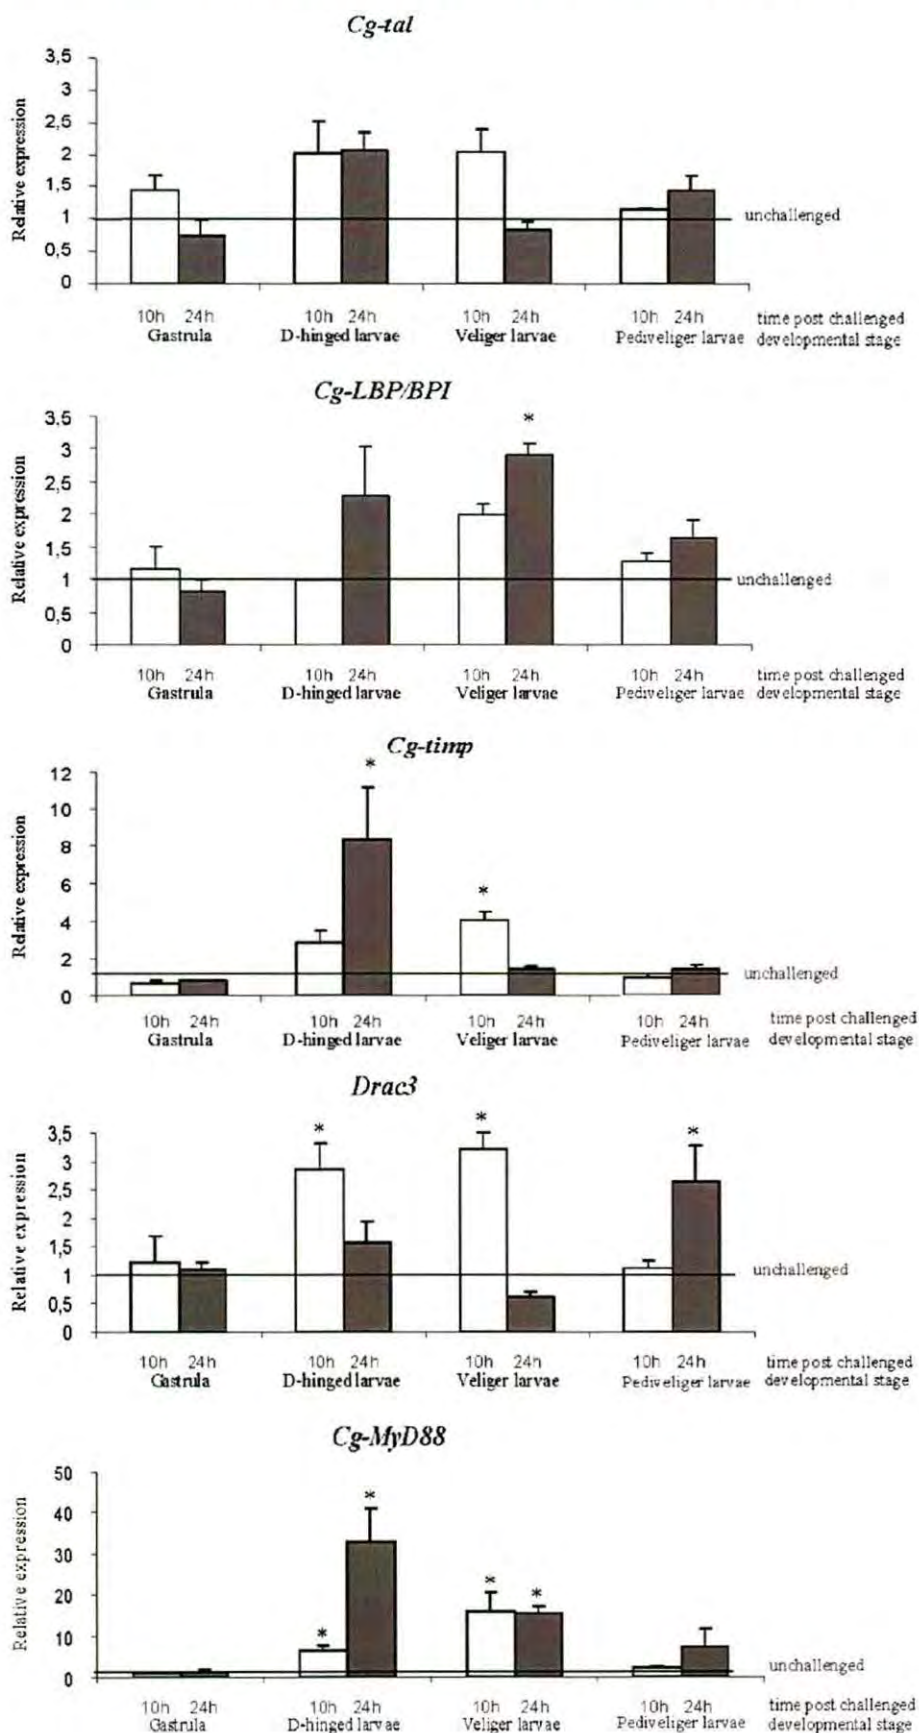 Cg-tal
3,5
3
2,5
2
1,5
1
0,5
0
Relative expression
unchallenged
10h 24h 10h 24h 10h 24h 10h 24h time post challenged
Gastrula D-hinged larvae Veliger larvae Pediveliger larvae developmental stage
Cg-LBP/BPI
3,5
3
2,5
2
1,5
1
0,5
0
Relative expression
*
unchallenged
10h 24h 10h 24h 10h 24h 10h 24h time post challenged
Gastrula D-hinged larvae Veliger larvae Pediveliger larvae developmental stage
Cg-timp
12
10
8
6
4
2
0
Relative expression
* *
unchallenged
10h 24h 10h 24h 10h 24h 10h 24h time post challenged
Gastrula D-hinged larvae Veliger larvae Pediveliger larvae developmental stage
Drac3
3,5
3
2,5
2
1,5
1
0,5
0
Relative expression
* * *
unchallenged
10h 24h 10h 24h 10h 24h 10h 24h time post challenged
Gastrula D-hinged larvae Veliger larvae Pediveliger larvae developmental stage
Cg-MyD88
50
40
30
20
10
0
Relative expression
* * * *
unchallenged
10h 24h 10h 24h 10h 24h 10h 24h time post challenged
Gastrula D-hinged larvae Veliger larvae Pediveliger larvae developmental stage